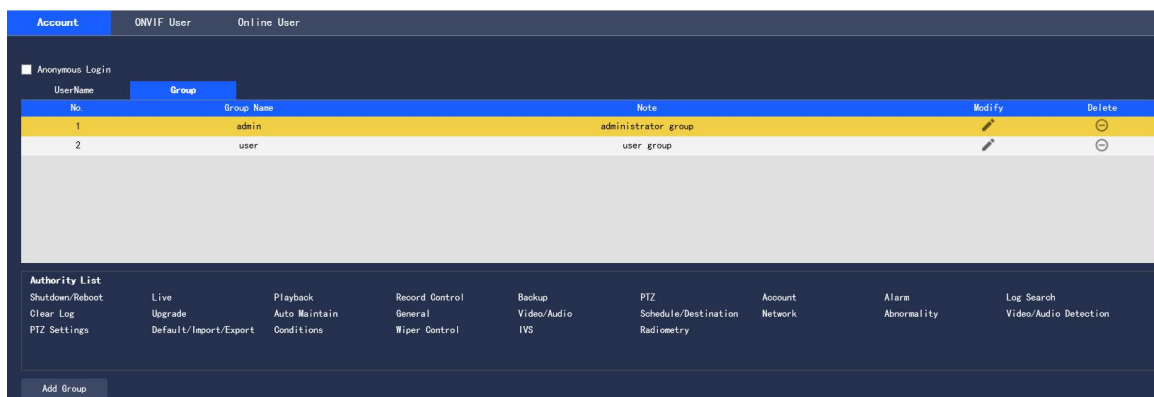 Account ONVIF User Online User
Anonymous Login
UserName Group
No. Group Name Note Modify Delete
1 admin administrator group
2 user user group
Authority List
Shutdown/Reboot Live Playback Record Control Backup PTZ Account Alarm Log Search
Clear Log Upgrade Auto Maintain General Video/Audio Schedule/Destination Network Abnormality Video/Audio Detection
PTZ Settings Default/Import/Export Conditions Wiper Control IVS Radiometry
Add Group